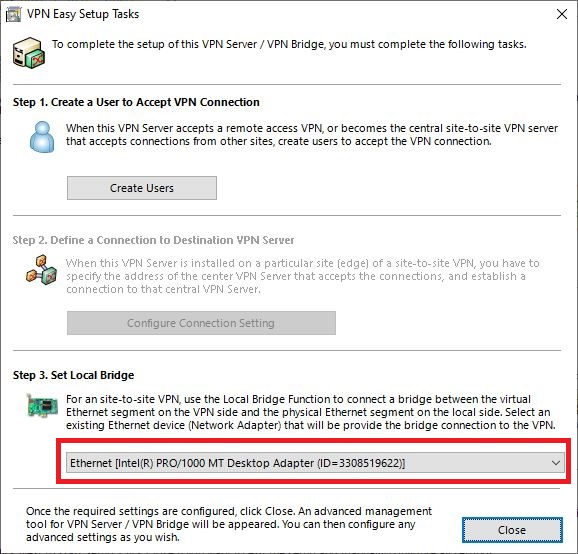 VPN Easy Setup Tasks
To complete the setup of this VPN Server / VPN Bridge, you must complete the following tasks.
Step 1. Create a User to Accept VPN Connection
When this VPN Server accepts a remote access VPN, or becomes the central site-to-site VPN server
that accepts connections from other sites, create users to accept the VPN connection.
Create Users
Step 2. Define a Connection to Destination VPN Server
When this VPN Server is installed on a particular site (edge) of a site-to-site VPN, you have to
specify the address of the center VPN Server that accepts the connections, and establish a
connection to that central VPN Server.
Configure Connection Setting
Step 3. Set Local Bridge
For an site-to-site VPN, use the Local Bridge Function to connect a bridge between the virtual
Ethernet segment on the VPN side and the physical Ethernet segment on the local side. Select an
existing Ethernet device (Network Adapter) that will be provide the bridge connection to the VPN.
Ethernet [Intel(R) PRO/1000 MT Desktop Adapter (ID=3308519622)]
Once the required settings are configured, click Close. An advanced management
tool for VPN Server / VPN Bridge will be appeared. You can then configure any
advanced settings as you wish.
Close